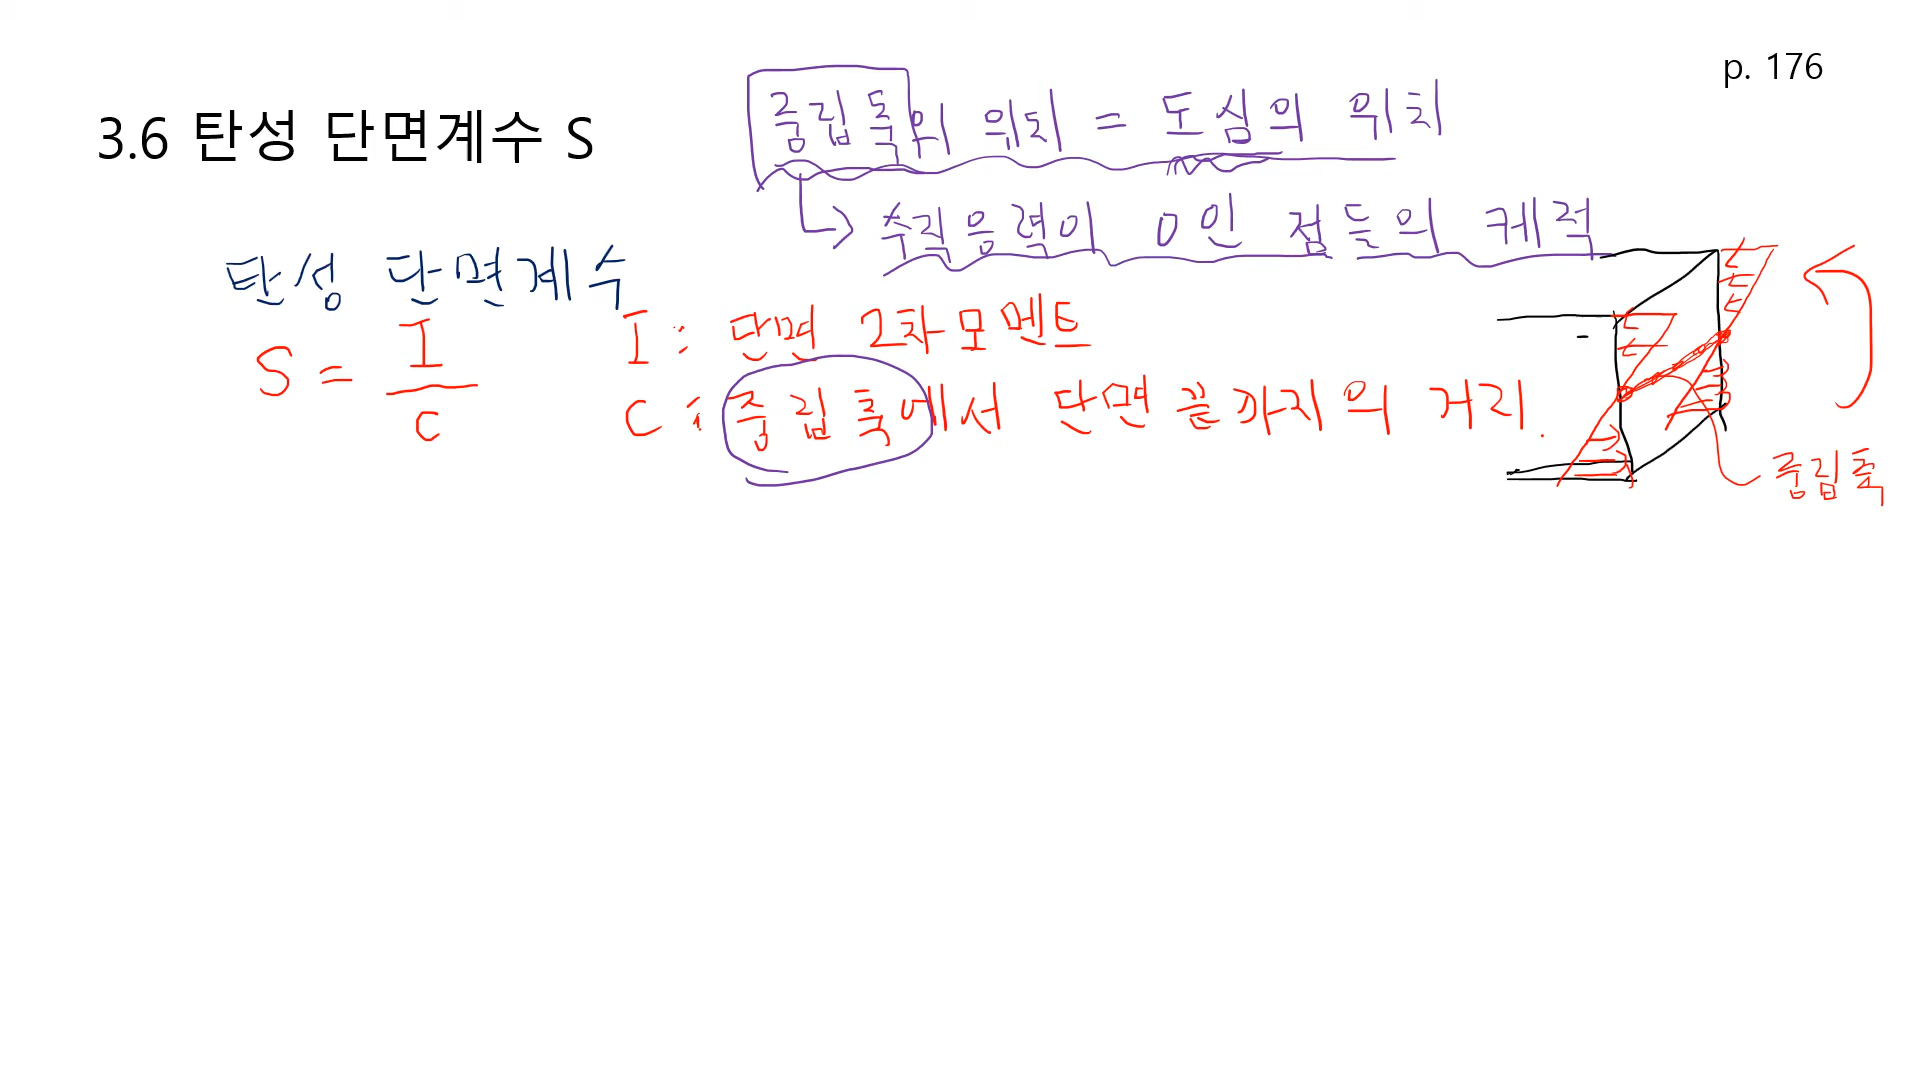 p. 176
3.6 탄성 단면계수 S
중립축의 위치 = 도심의 위치
수직응력이 0인 점들의 궤적
탄성 단면계수
S = I / C
I : 단면 2차모멘트
C : 중립축에서 단면 끝까지의 거리.
중립축